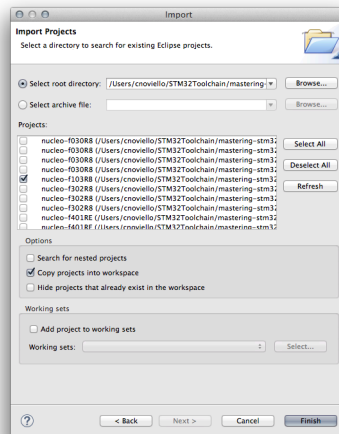 Import
Import Projects
Select a directory to search for existing Eclipse projects.
Select root directory: /Users/cnoviello/STM32Toolchain/mastering- Browse...
Select archive file: Browse...
Projects:
nucleo-f030R8 (/Users/cnoviello/STM32Toolchain/mastering-stm32
nucleo-f030R8 (/Users/cnoviello/STM32Toolchain/mastering-stm32
nucleo-f030R8 (/Users/cnoviello/STM32Toolchain/mastering-stm32
nucleo-f103R8 (/Users/cnoviello/STM32Toolchain/mastering-stm32
nucleo-f302R8 (/Users/cnoviello/STM32Toolchain/mastering-stm32
nucleo-f302R8 (/Users/cnoviello/STM32Toolchain/mastering-stm32
nucleo-f302R8 (/Users/cnoviello/STM32Toolchain/mastering-stm32
nucleo-f401RE (/Users/cnoviello/STM32Toolchain/mastering-stm32
nucleo-f401RE (/Users/cnoviello/STM32Toolchain/mastering-stm32
Select All
Deselect All
Refresh
Options
Search for nested projects
Copy projects into workspace
Hide projects that already exist in the workspace
Working sets
Add project to working sets
Working sets: Select...
? < Back Next > Cancel Finish